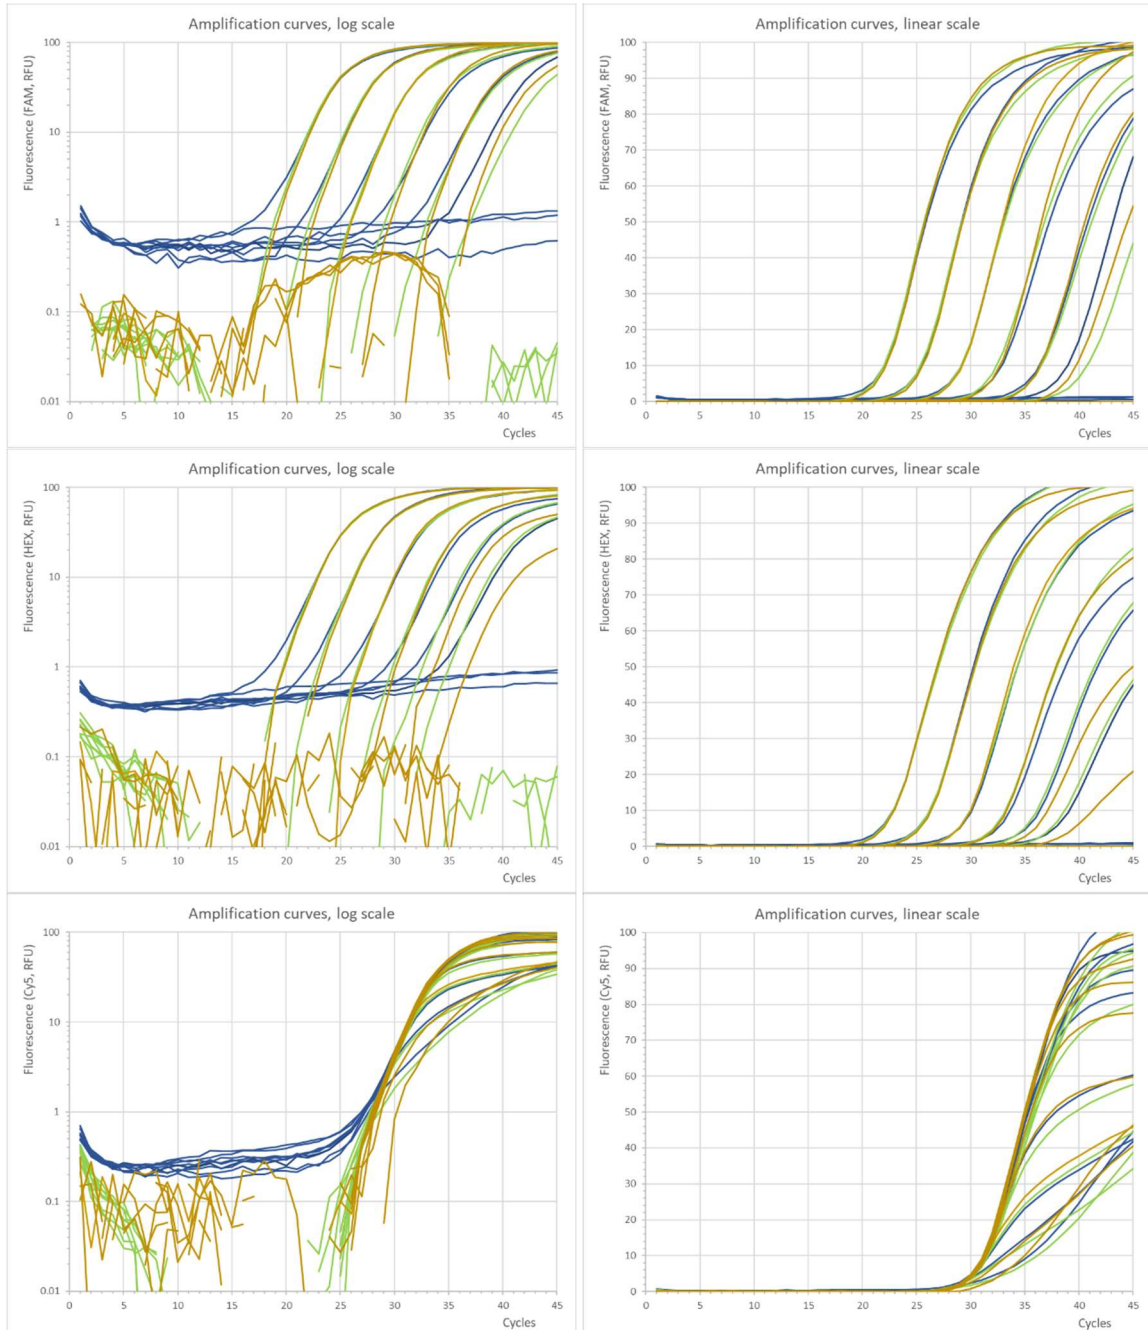 Amplification curves, log scale
Fluorescence (FAM, RFU)
100
10
1
0.1
0.01
0 5 10 15 20 25 30 35 40 45
Cycles
Amplification curves, linear scale
Fluorescence (FAM, RFU)
100
90
80
70
60
50
40
30
20
10
0
0 5 10 15 20 25 30 35 40 45
Cycles
Amplification curves, log scale
Fluorescence (HEX, RFU)
100
10
1
0.1
0.01
0 5 10 15 20 25 30 35 40 45
Cycles
Amplification curves, linear scale
Fluorescence (HEX, RFU)
100
90
80
70
60
50
40
30
20
10
0
0 5 10 15 20 25 30 35 40 45
Cycles
Amplification curves, log scale
Fluorescence (Cy5, RFU)
100
10
1
0.1
0.01
0 5 10 15 20 25 30 35 40 45
Cycles
Amplification curves, linear scale
Fluorescence (Cy5, RFU)
100
90
80
70
60
50
40
30
20
10
0
0 5 10 15 20 25 30 35 40 45
Cycles